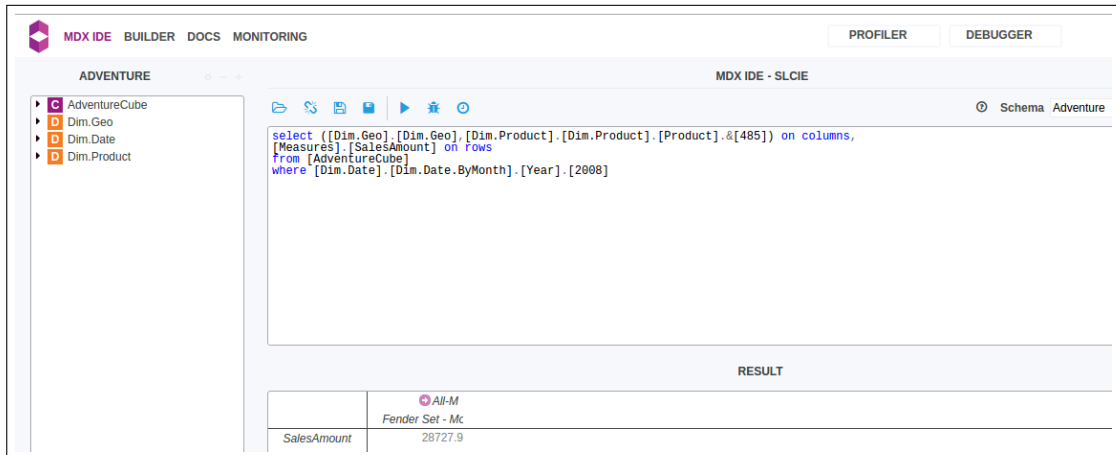 MDX IDE BUILDER DOCS MONITORING PROFILER DEBUGGER
ADVENTURE
MDX IDE - SLCIE
AdventureCube
Dim.Geo
Dim.Date
Dim.Product
Schema Adventure
select ([Dim.Geo].[Dim.Geo],[Dim.Product].[Dim.Product].[Product].&[485]) on columns,
[Measures].[SalesAmount] on rows
from [AdventureCube]
where [Dim.Date].[Dim.Date.ByMonth].[Year].[2008]
RESULT
All-M
Fender Set - Mc
SalesAmount 28727.9